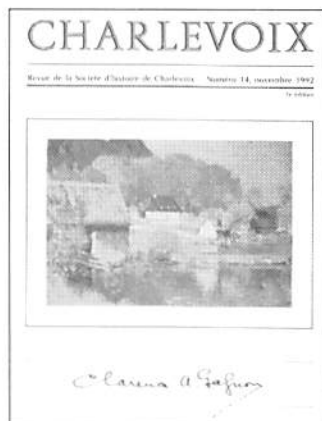 CHARLEVOIX
Revue de la Société d'histoire de Charlevoix Numéro 14, novembre 1992
Clarence A Gagnon